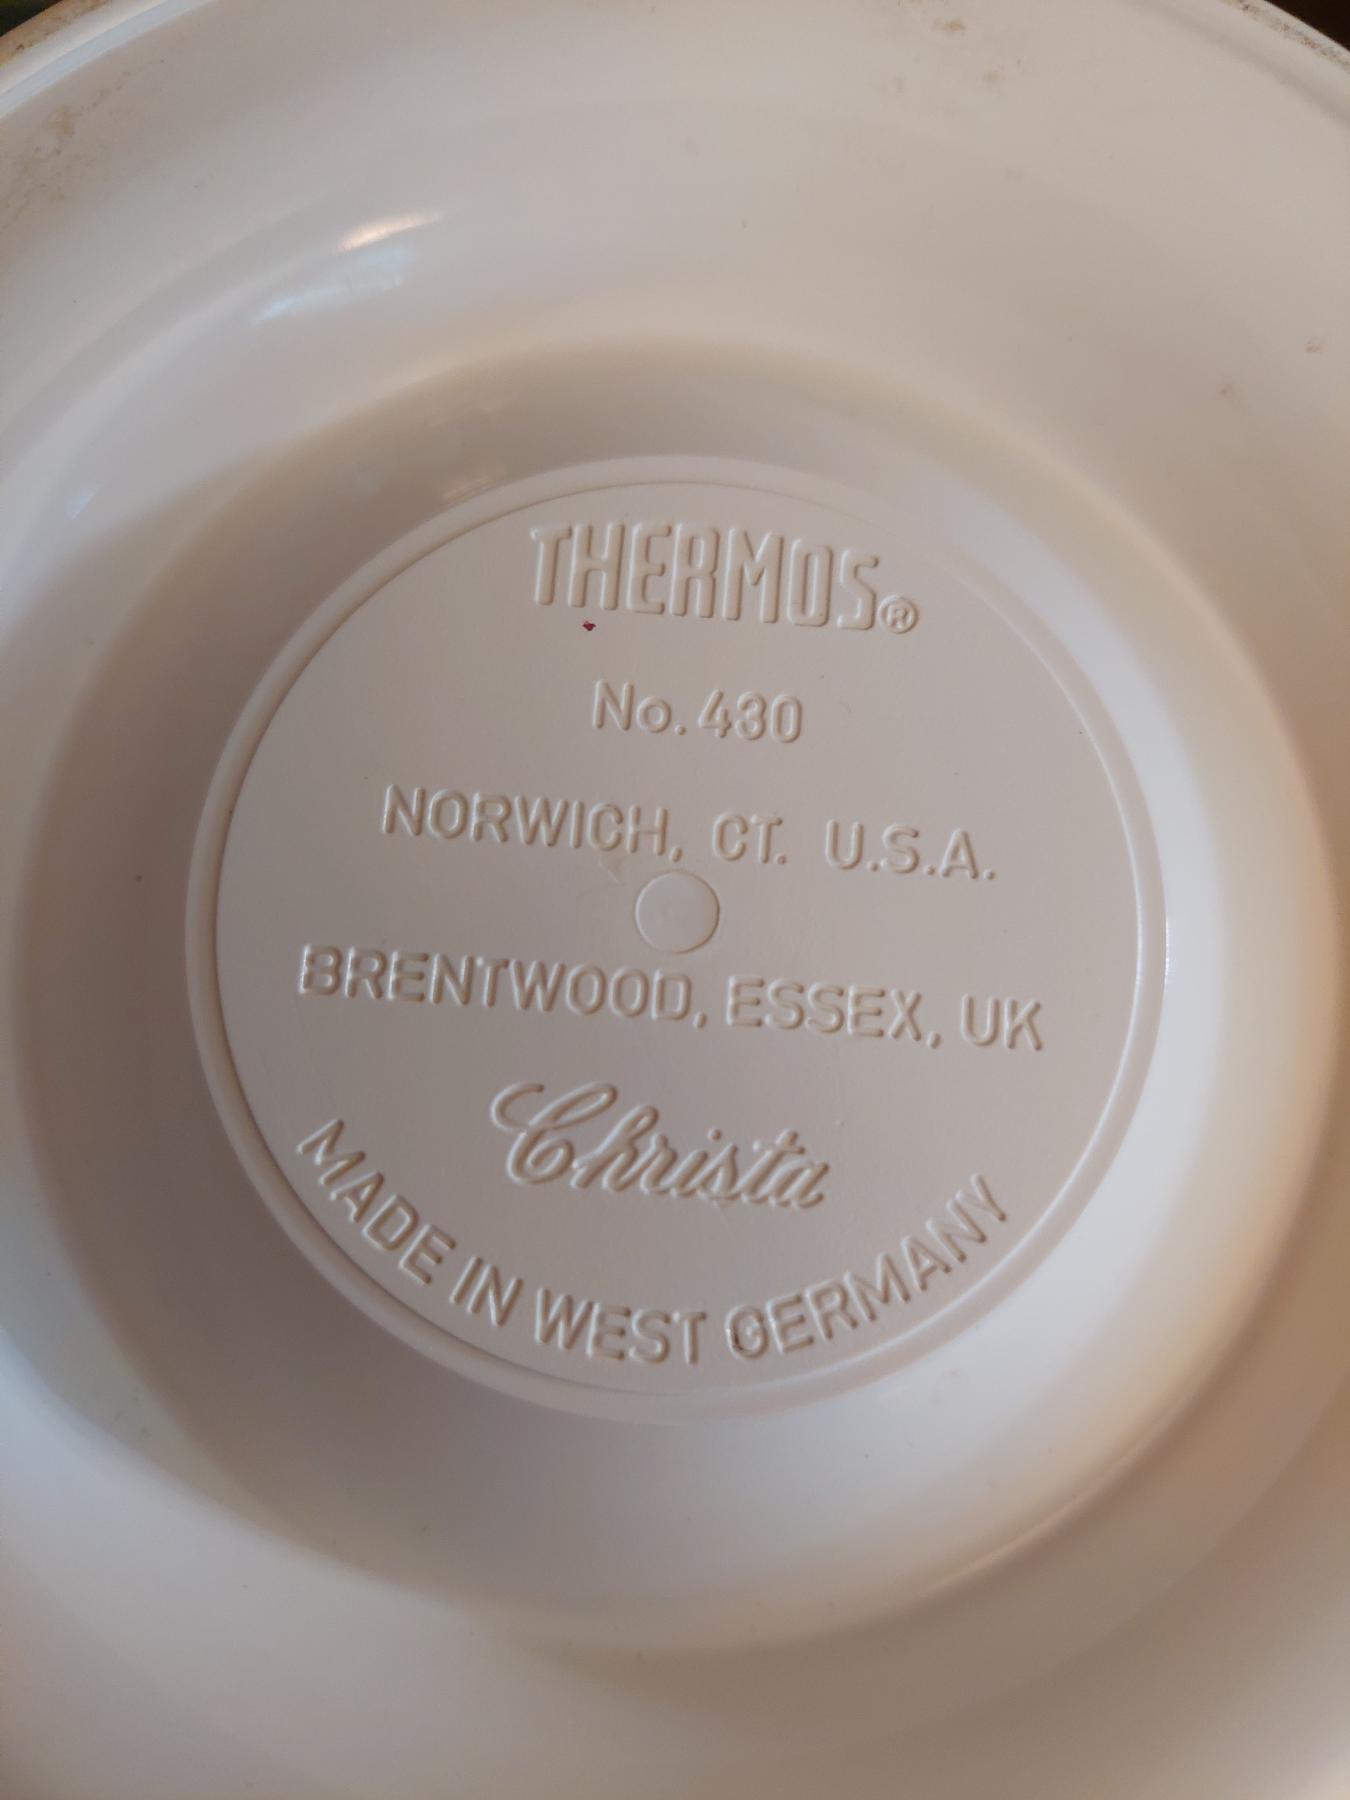 THERMOS®
No. 430
NORWICH, CT. U.S.A.
BRENTWOOD, ESSEX, UK
Christa
MADE IN WEST GERMANY